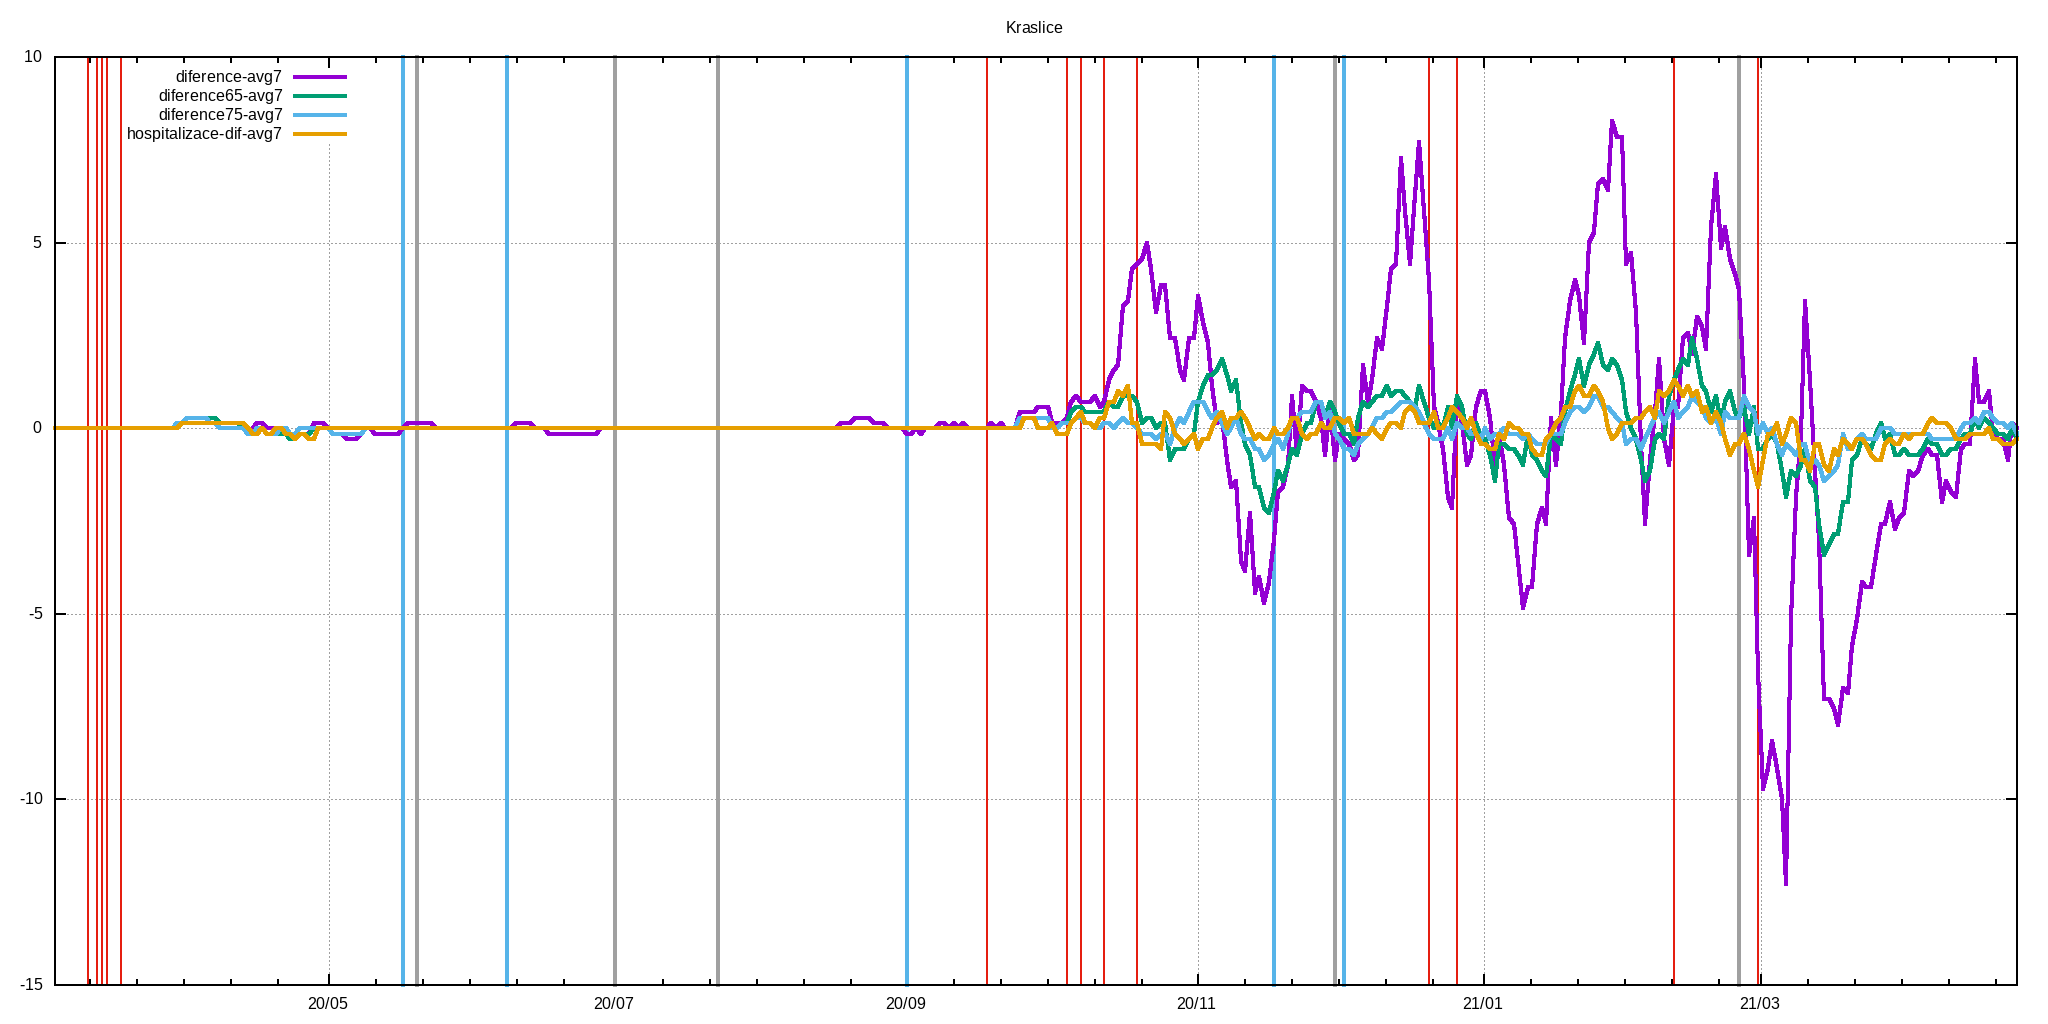 Kraslice
10
diference-avg7
diference65-avg7
diference75-avg7
hospitalizace-dif-avg7
5
0
-5
-10
-15
20/05
20/07
20/09
20/11
21/01
21/03